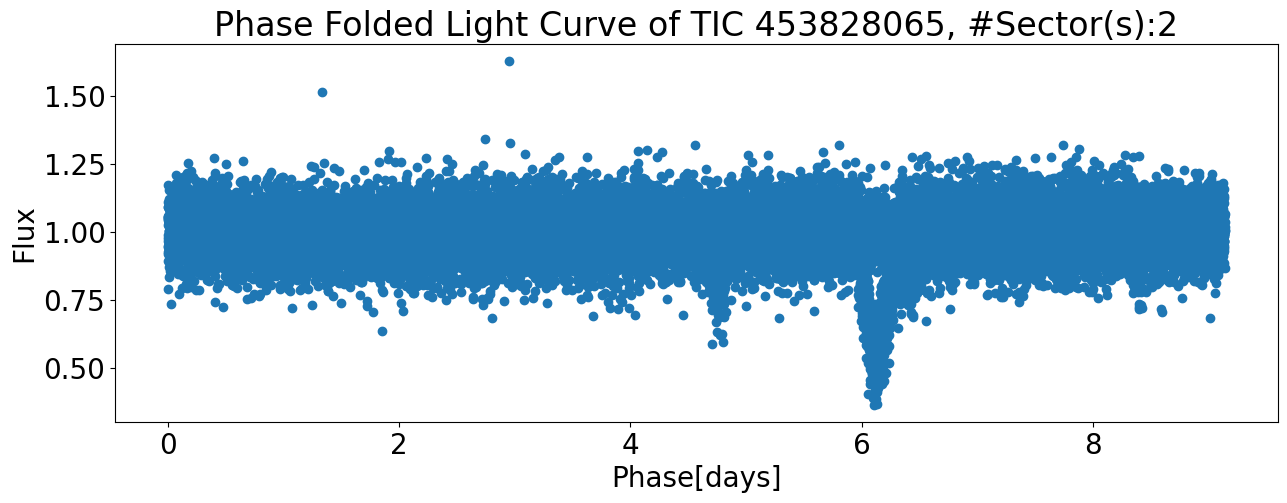 Phase Folded Light Curve of TIC 453828065, #Sector(s):2
1.50
1.25
1.00
0.75
0.50
Flux
0 2 4 6 8
Phase[days]